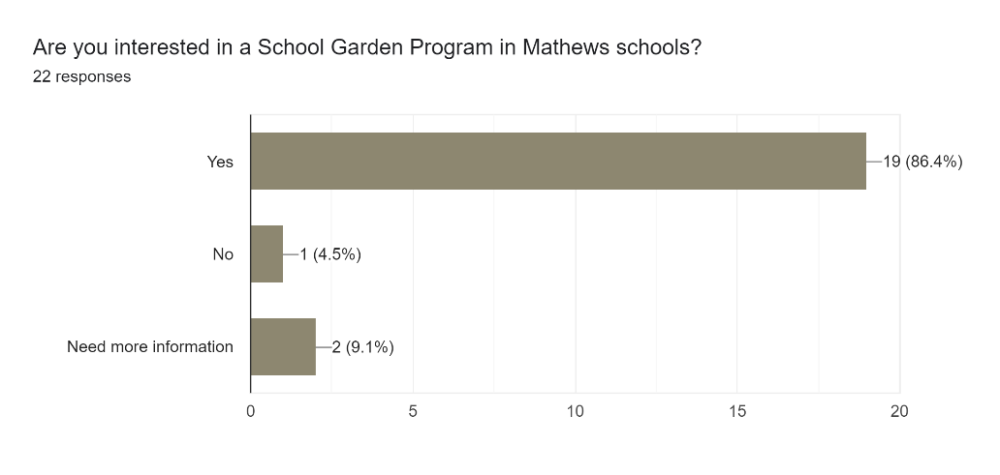 Are you interested in a School Garden Program in Mathews schools?
22 responses
Yes
19 (86.4%)
No
1 (4.5%)
Need more information
2 (9.1%)
0 5 10 15 20